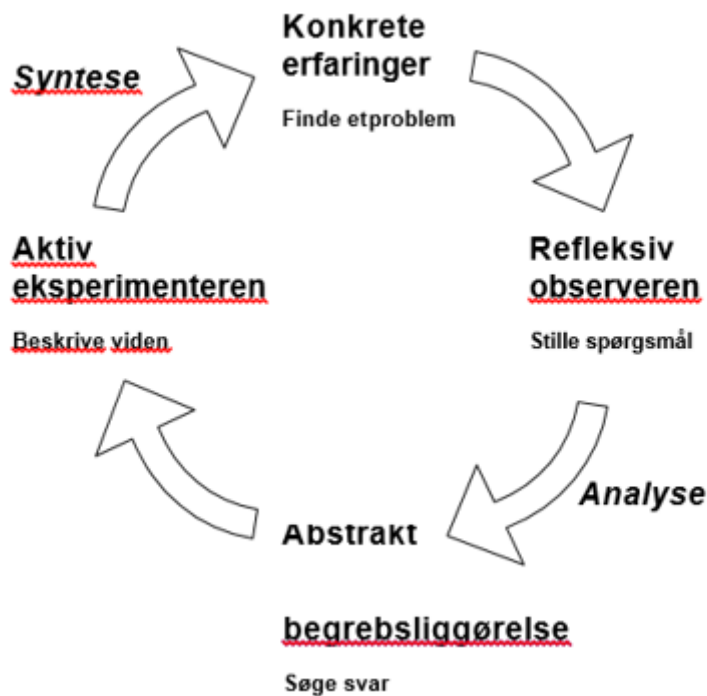 Konkrete
erfaringer
Finde etproblem
Syntese
Refleksiv
observeren
Stille spørgsmål
Analyse
Abstrakt
begrebsliggørelse
Søge svar
Aktiv
eksperimenteren
Beskrive viden